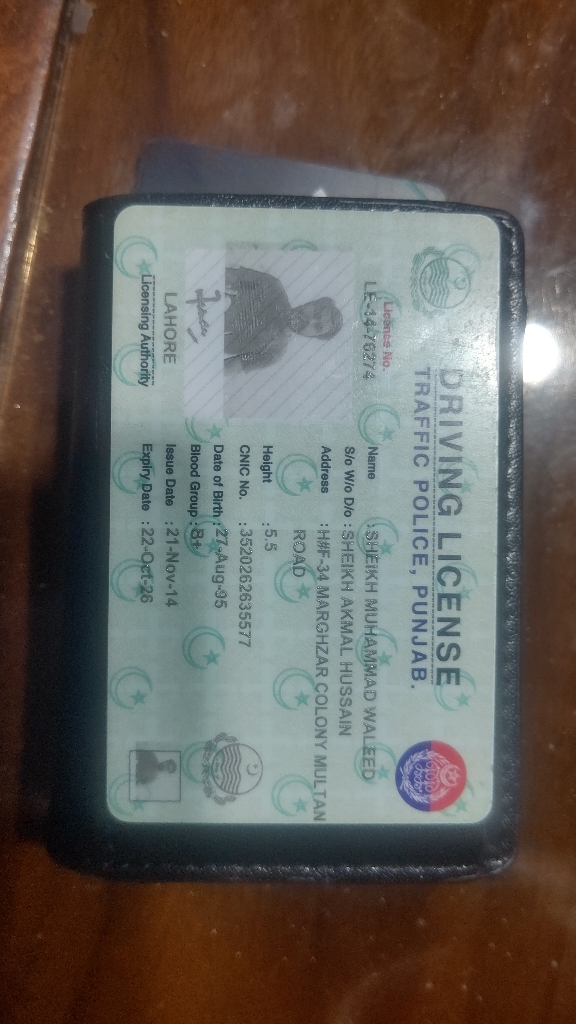 DRIVING LICENSE
TRAFFIC POLICE, PUNJAB.
Licence No.
LE-14-70274
Name : SHEIKH MUHAMMAD WALEED
S/o W/o D/o : SHEIKH AKMAL HUSSAIN
Address : H#F-34 MARGHZAR COLONY MULTAN
ROAD
Height : 5.5
CNIC No. : 3520262635577
Date of Birth : 27-Aug-95
Blood Group : B+
Issue Date : 21-Nov-14
Expiry Date : 22-Oct-26
LAHORE
Licensing Authority